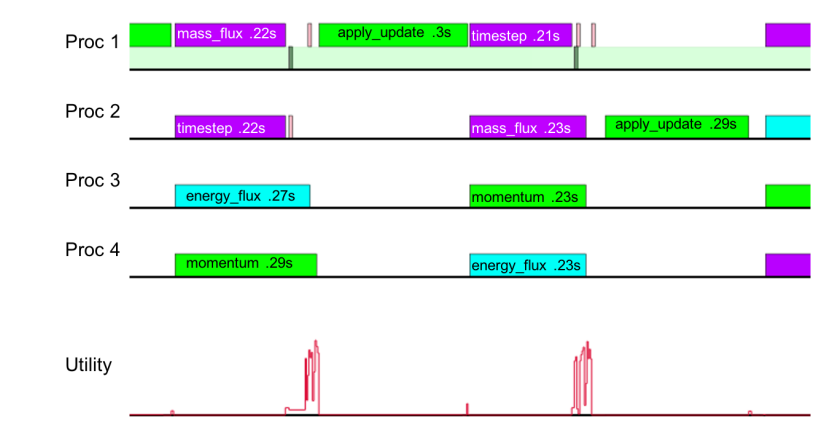 Proc 1
mass_flux .22s
apply_update .3s
timestep .21s
Proc 2
timestep .22s
mass_flux .23s
apply_update .29s
Proc 3
energy_flux .27s
momentum .23s
Proc 4
momentum .29s
energy_flux .23s
Utility